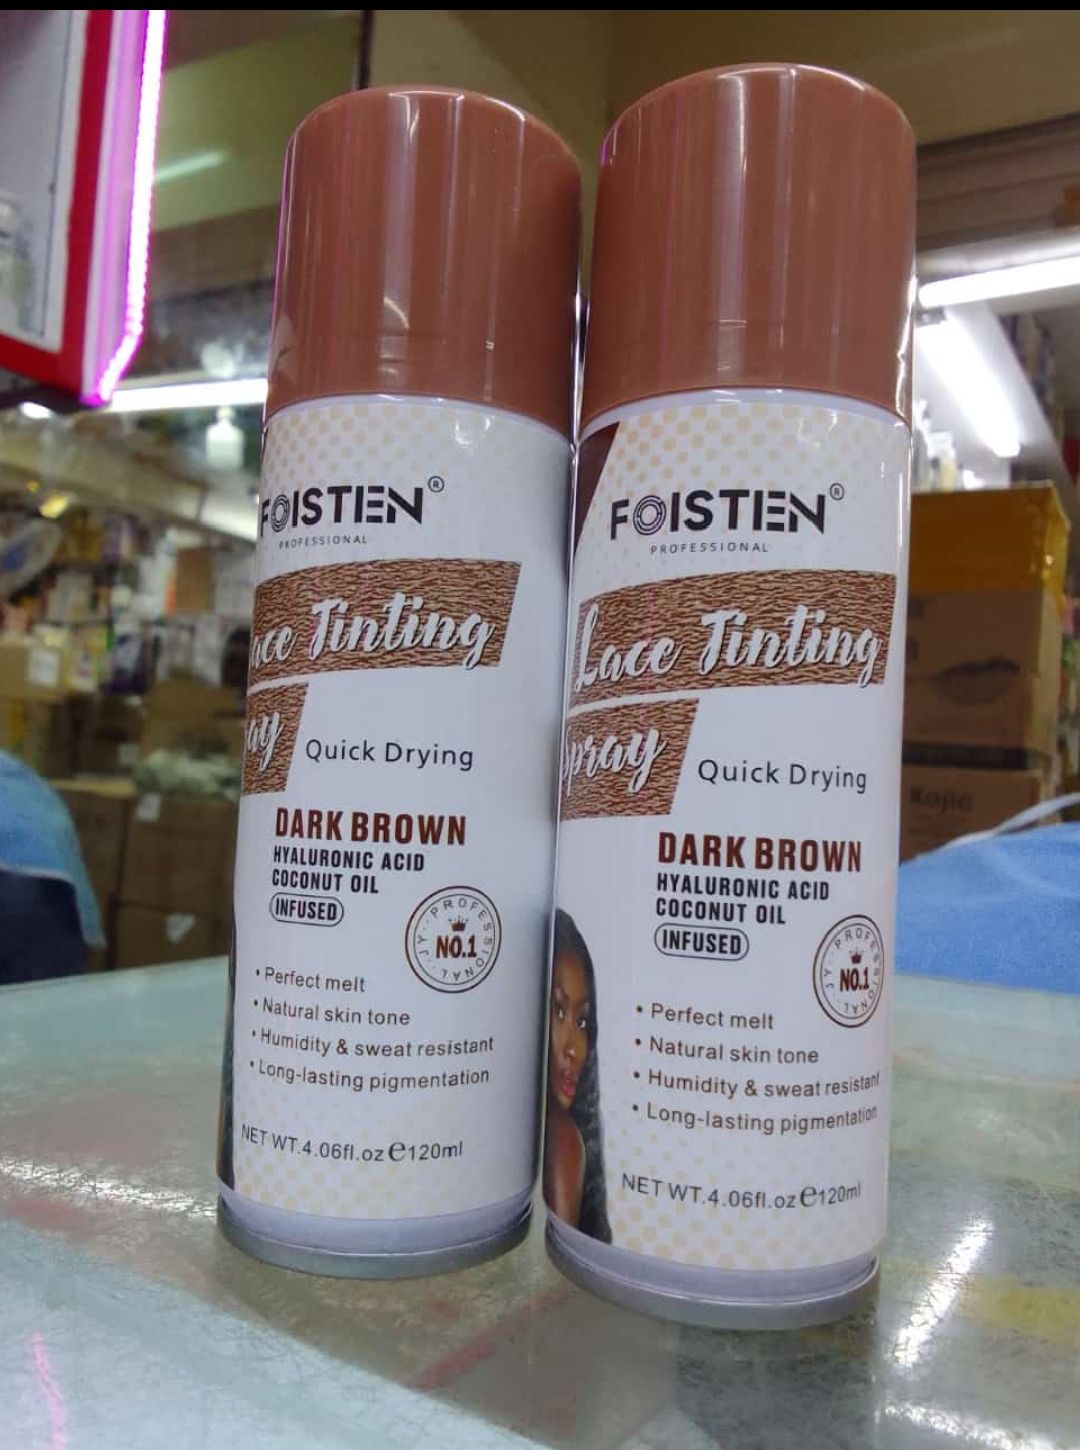 FOISTEN®
PROFESSIONAL
Tinting
Quick Drying
DARK BROWN
HYALURONIC ACID
COCONUT OIL
INFUSED
JY·PROFESSIONAL
NO.1
• Perfect melt
• Natural skin tone
• Humidity & sweat resistant
• Long-lasting pigmentation
NET WT.4.06fl.oz ℮120ml
FOISTEN®
PROFESSIONAL
Lace Tinting
Spray
Quick Drying
DARK BROWN
HYALURONIC ACID
COCONUT OIL
INFUSED
JY·PROFESSIONAL
NO.1
• Perfect melt
• Natural skin tone
• Humidity & sweat resistant
• Long-lasting pigmentation
NET WT.4.06fl.oz ℮120ml
Kojic